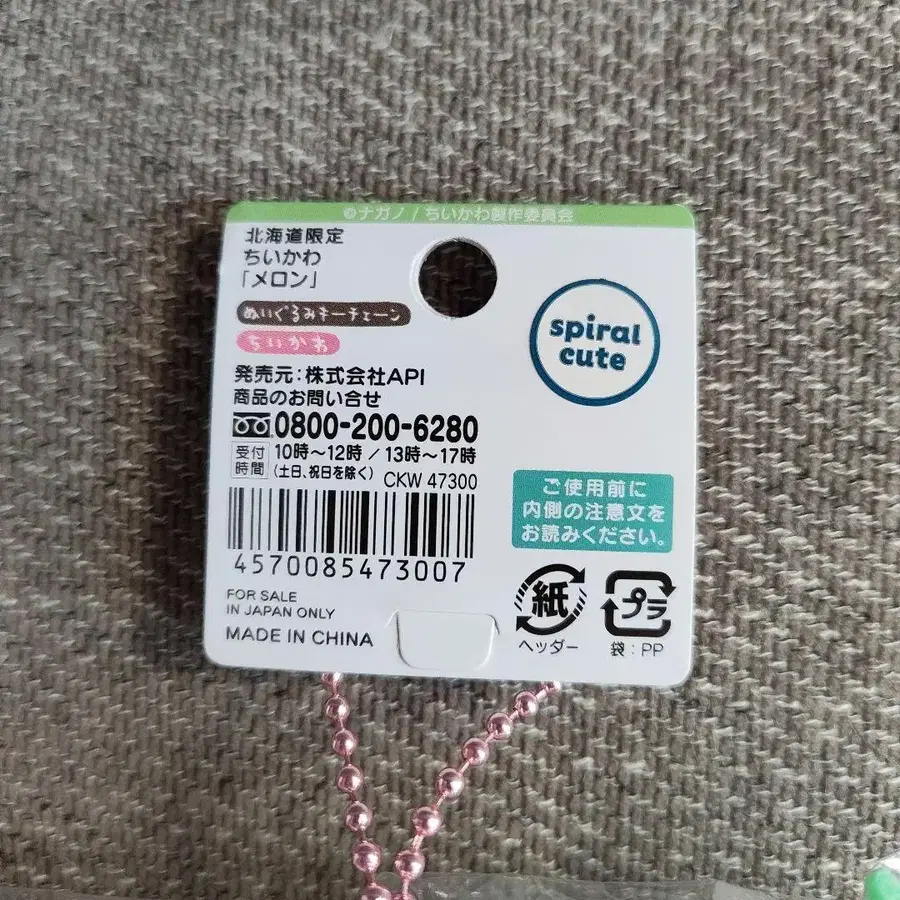 ©ナガノ / ちいかわ製作委員会
北海道限定
ちいかわ
「メロン」
ぬいぐるみキーチェーン
ちいかわ
spiral
cute
発売元：株式会社API
商品のお問い合せ
0800-200-6280
受付
時間
10時～12時 / 13時～17時
（土日、祝日を除く）
CKW 47300
4570085473007
ご使用前に
内側の注意文を
お読みください。
FOR SALE
IN JAPAN ONLY
MADE IN CHINA
紙
ヘッダー
プラ
袋：PP